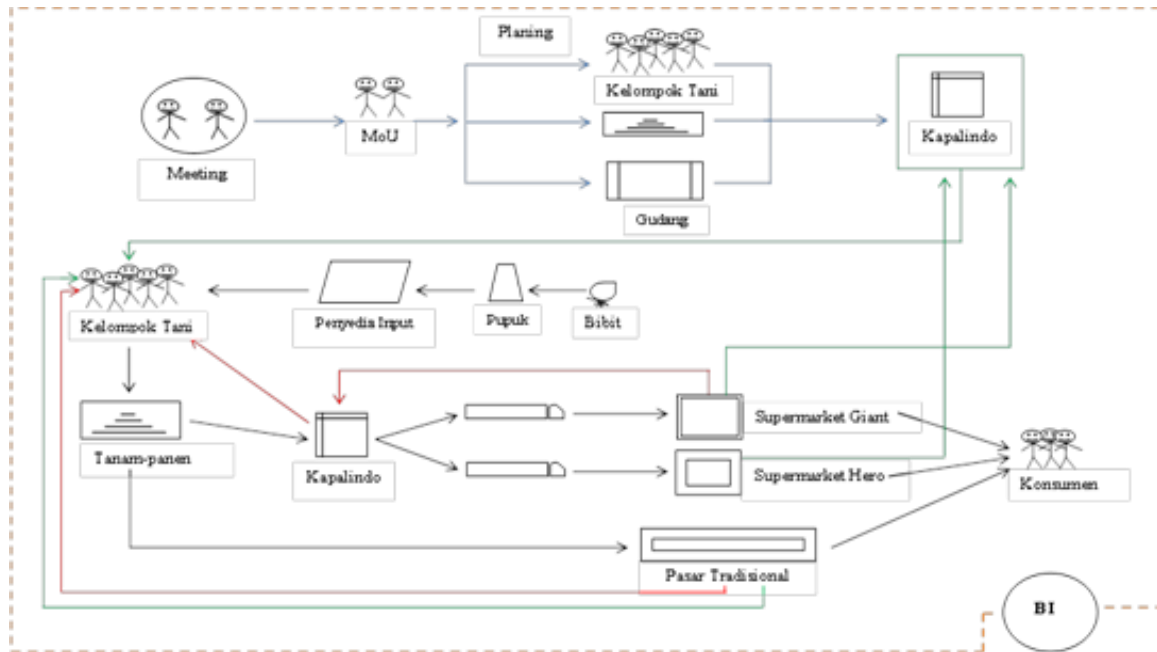 Planing
Kelompok Tani
MoU
Kapalindo
Meeting
Gudang
Kelompok Tani
Penyedia Input
Pupuk
Bibit
Supermarket Giant
Tanam-panen
Kapalindo
Supermarket Hero
Konsumen
Pasar Tradisional
BI